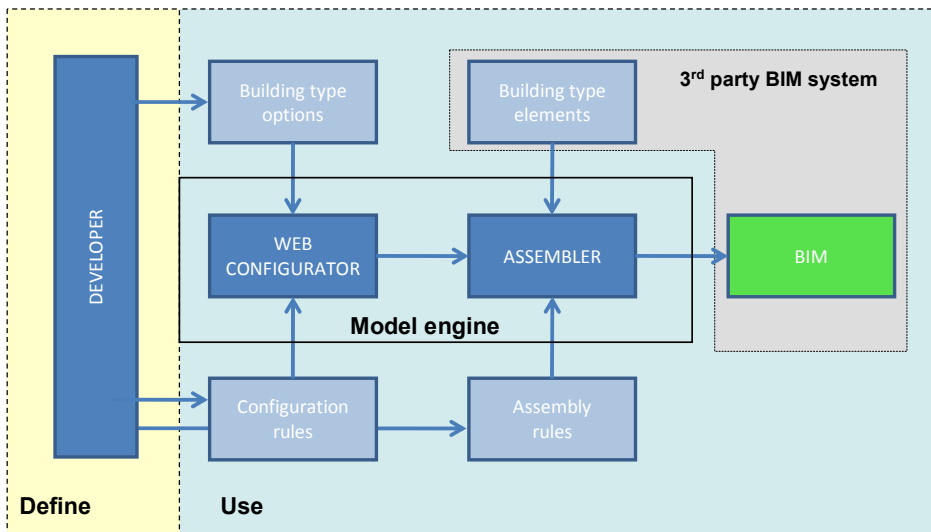 3rd party BIM system
Building type
options
Building type
elements
DEVELOPER
WEB
CONFIGURATOR
ASSEMBLER
BIM
Model engine
Configuration
rules
Assembly
rules
Define
Use